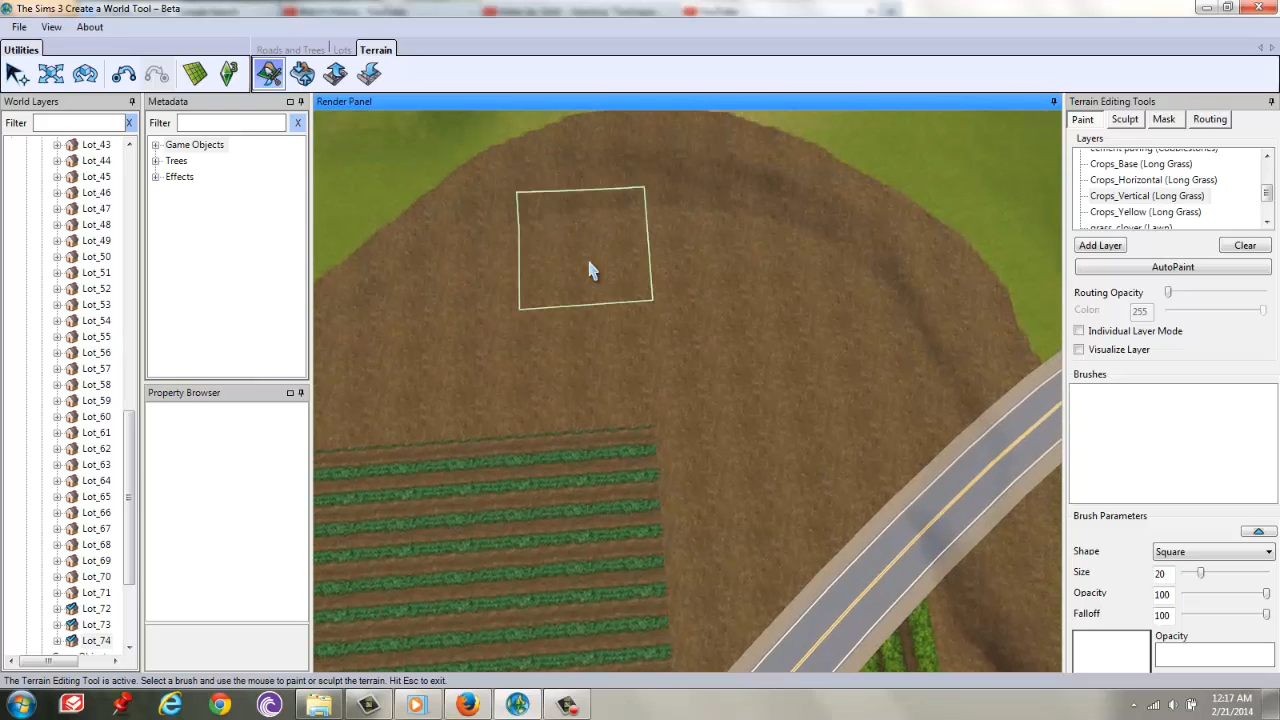 The Sims 3 Create a World Tool - Beta
File View About
Utilities Roads and Trees Lots Terrain
World Layers
Filter X
Lot_43
Lot_44
Lot_45
Lot_46
Lot_47
Lot_48
Lot_49
Lot_50
Lot_51
Lot_52
Lot_53
Lot_54
Lot_55
Lot_56
Lot_57
Lot_58
Lot_59
Lot_60
Lot_61
Lot_62
Lot_63
Lot_64
Lot_65
Lot_66
Lot_67
Lot_68
Lot_69
Lot_70
Lot_71
Lot_72
Lot_73
Lot_74
Metadata
Filter X
Game Objects
Trees
Effects
Property Browser
Render Panel
Terrain Editing Tools
Paint Sculpt Mask Routing
Layers
cement paving (Cobblestones)
Crops_Base (Long Grass)
Crops_Horizontal (Long Grass)
Crops_Vertical (Long Grass)
Crops_Yellow (Long Grass)
grass_clover (Lawn)
Add Layer Clear
AutoPaint
Routing Opacity
Color: 255
Individual Layer Mode
Visualize Layer
Brushes
Brush Parameters
Shape Square
Size 20
Opacity 100
Falloff 100
Opacity
The Terrain Editing Tool is active. Select a brush and use the mouse to paint or sculpt the terrain. Hit Esc to exit.
12:17 AM
2/21/2014